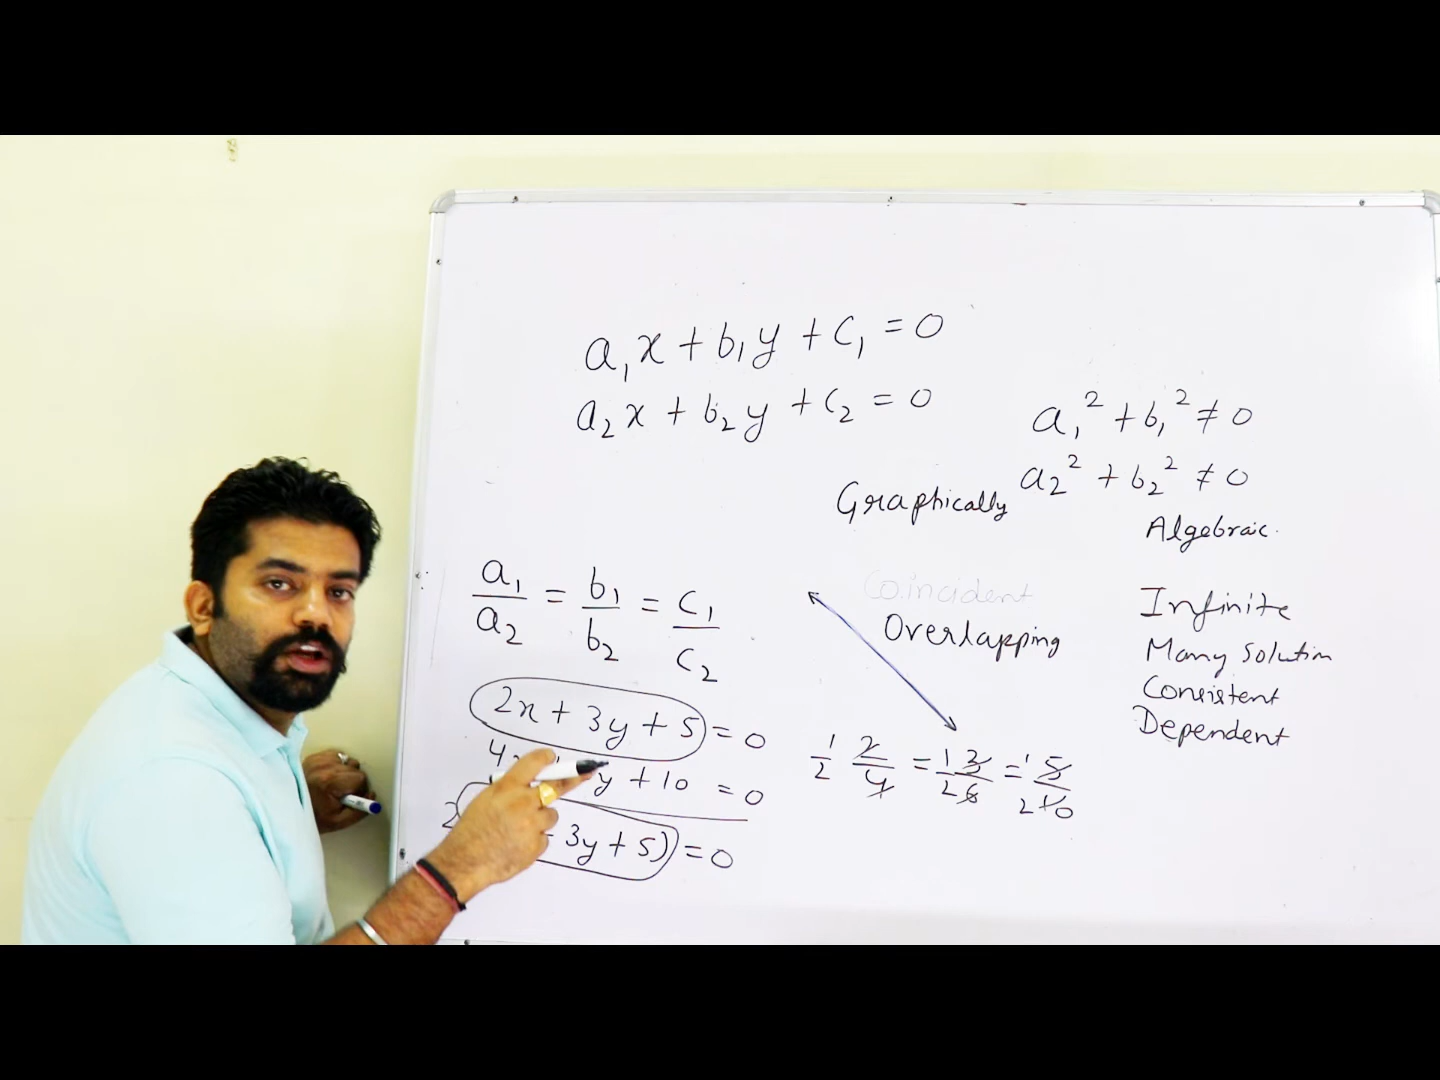 a₁x + b₁y + c₁ = 0
a₂x + b₂y + c₂ = 0
a₁² + b₁² ≠ 0
a₂² + b₂² ≠ 0
Graphically
Algebraic.
a₁/a₂ = b₁/b₂ = c₁/c₂
Coincident
Overlapping
Infinite
Many Solution
Consistent
Dependent
2x + 3y + 5 = 0
4 y + 10 = 0
2 3y + 5) = 0
1/2 2/4 = 1 3/2 6 = 1 5/2 10